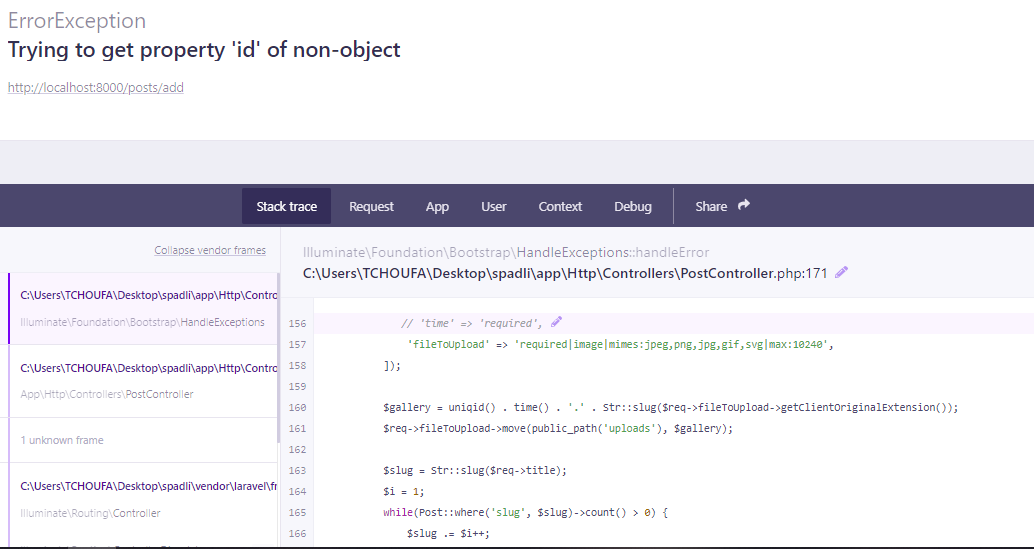 ErrorException
Trying to get property 'id' of non-object
http://localhost:8000/posts/add
Stack trace Request App User Context Debug Share
Collapse vendor frames
C:\Users\TCHOUFA\Desktop\spadli\app\Http\Contro
Illuminate\Foundation\Bootstrap\HandleExceptions
C:\Users\TCHOUFA\Desktop\spadli\app\Http\Contro
App\Http\Controllers\PostController
1 unknown frame
C:\Users\TCHOUFA\Desktop\spadli\vendor\laravel\fr
Illuminate\Routing\Controller
Illuminate\Foundation\Bootstrap\HandleExceptions::handleError
C:\Users\TCHOUFA\Desktop\spadli\app\Http\Controllers\PostController.php:171
156 // 'time' => 'required',
157 'fileToUpload' => 'required|image|mimes:jpeg,png,jpg,gif,svg|max:10240',
158 ]);
159
160 $gallery = uniqid() . time() . '.' . Str::slug($req->fileToUpload->getClientOriginalExtension());
161 $req->fileToUpload->move(public_path('uploads'), $gallery);
162
163 $slug = Str::slug($req->title);
164 $i = 1;
165 while(Post::where('slug', $slug)->count() > 0) {
166 $slug .= $i++;